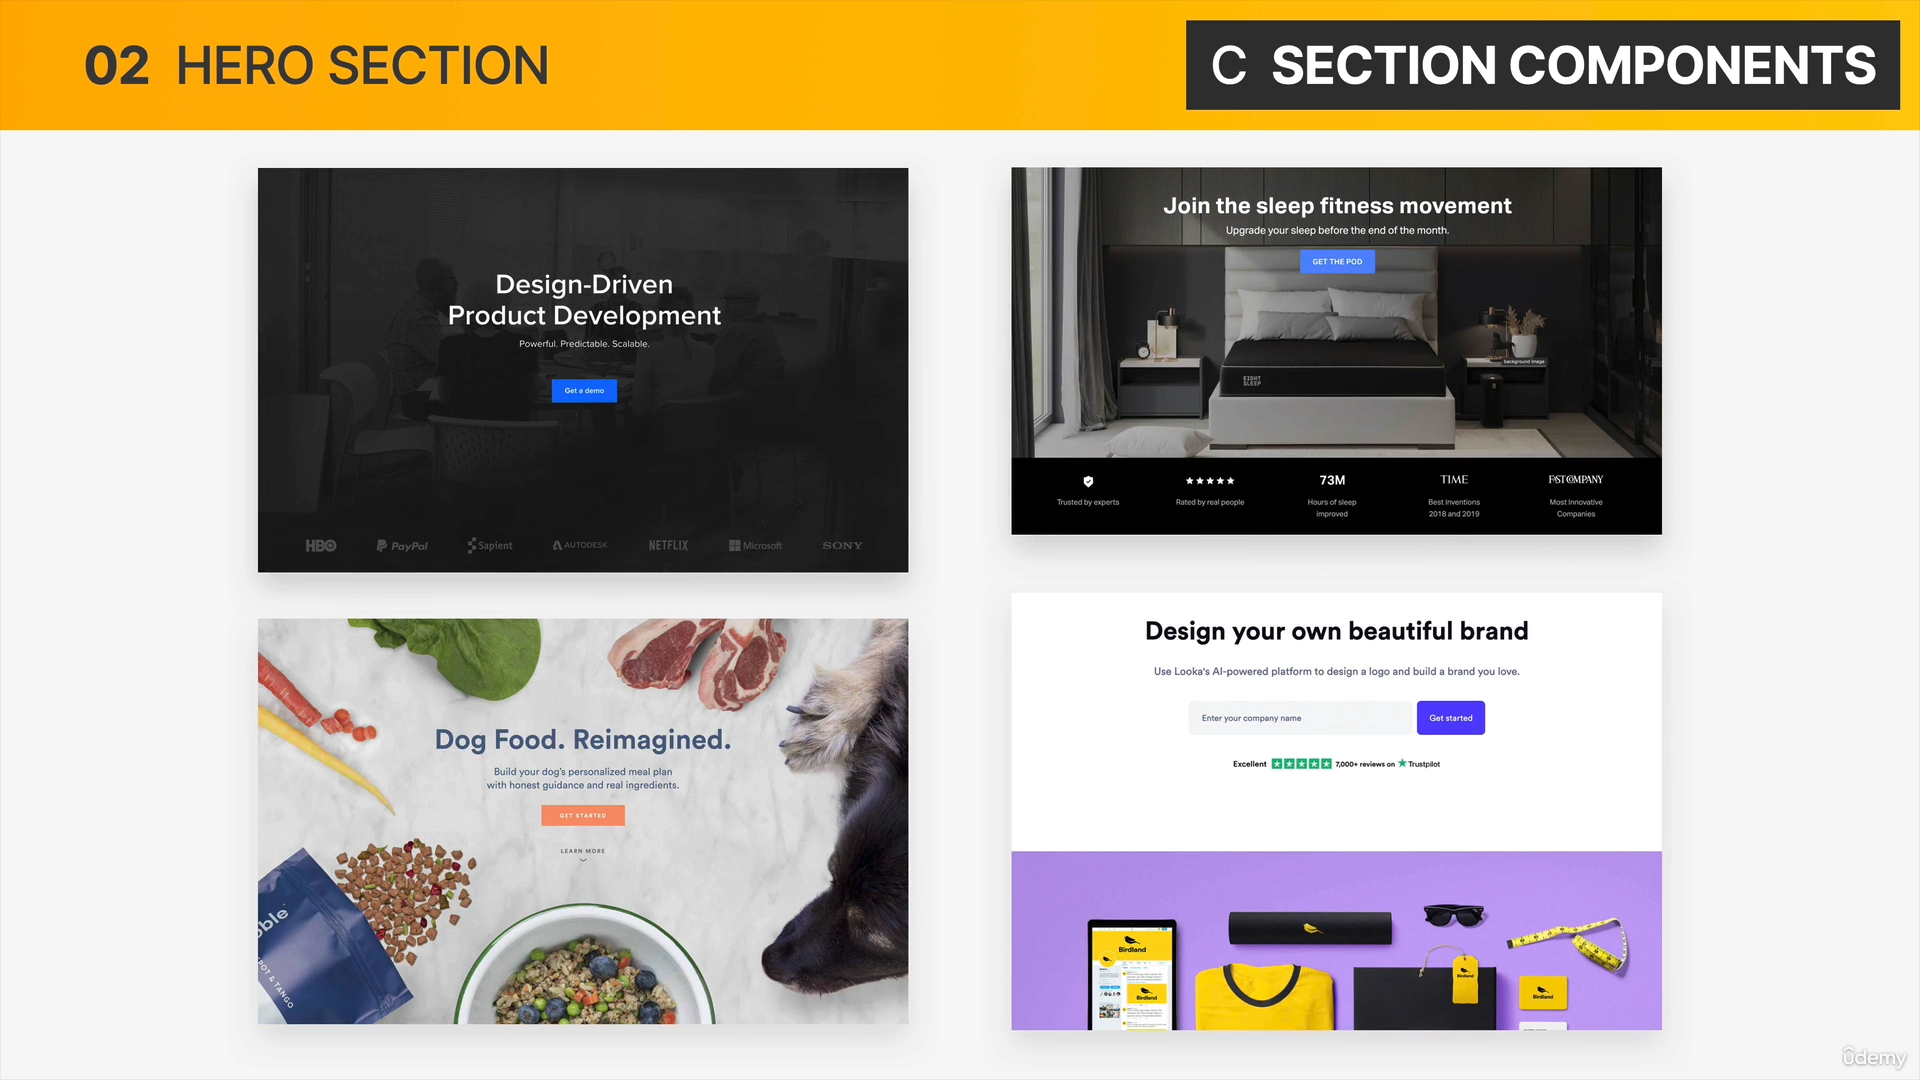 02 HERO SECTION
C SECTION COMPONENTS
Design-Driven
Product Development
Powerful. Predictable. Scalable.
Get a demo
HBO PayPal Sapient AUTODESK NETFLIX Microsoft SONY
Join the sleep fitness movement
Upgrade your sleep before the end of the month.
GET THE POD
background image
EIGHT
SLEEP
73M TIME FAST COMPANY
Trusted by experts Rated by real people Hours of sleep Best Inventions Most Innovative
improved 2018 and 2019 Companies
Dog Food. Reimagined.
Build your dog's personalized meal plan
with honest guidance and real ingredients.
GET STARTED
LEARN MORE
POT & TANGO
Design your own beautiful brand
Use Looka's AI-powered platform to design a logo and build a brand you love.
Enter your company name Get started
Excellent 7,000+ reviews on Trustpilot
Birdland
Birdland
Birdland
Birdland
ûdemy